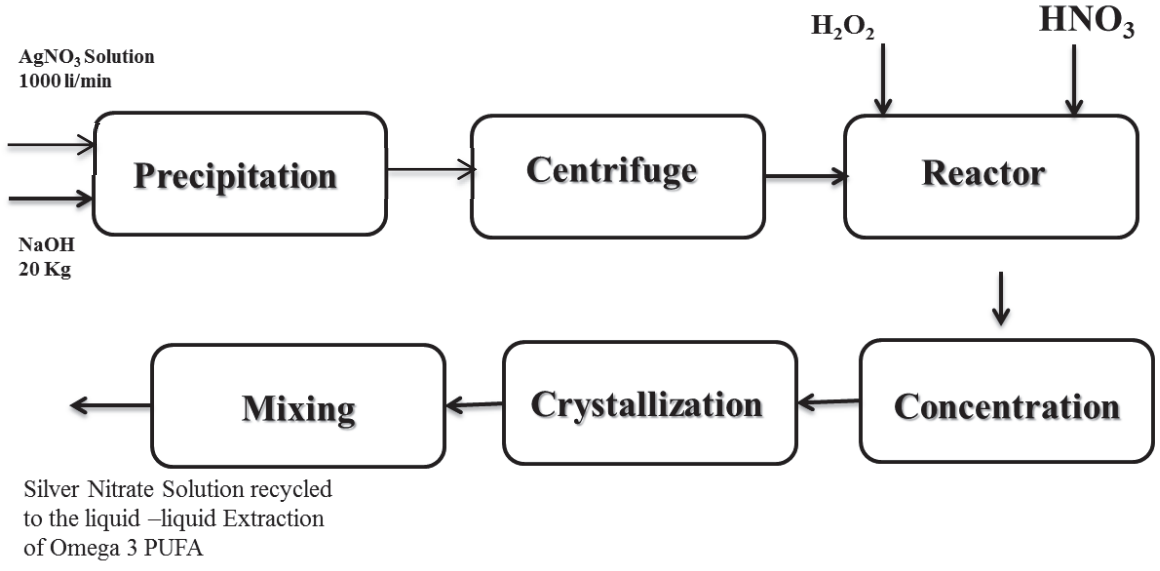 H₂O₂
HNO₃
AgNO₃ Solution
1000 li/min
Precipitation
Centrifuge
Reactor
NaOH
20 Kg
Mixing
Crystallization
Concentration
Silver Nitrate Solution recycled
to the liquid –liquid Extraction
of Omega 3 PUFA